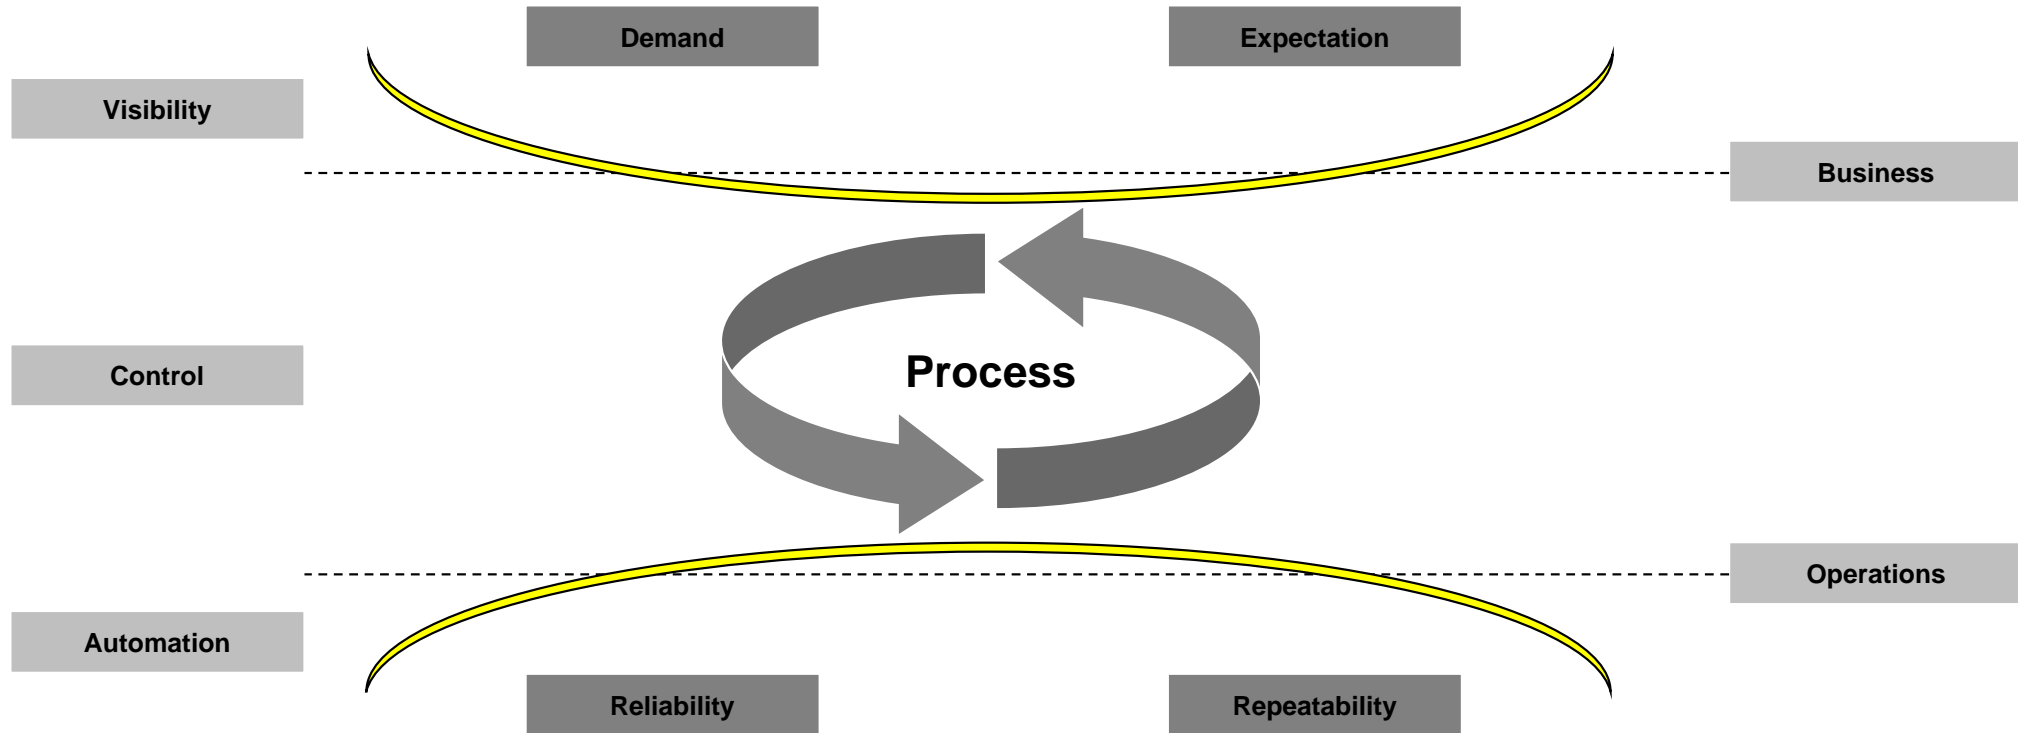 Demand
Expectation
Visibility
Business
Control
Process
Operations
Automation
Reliability
Repeatability